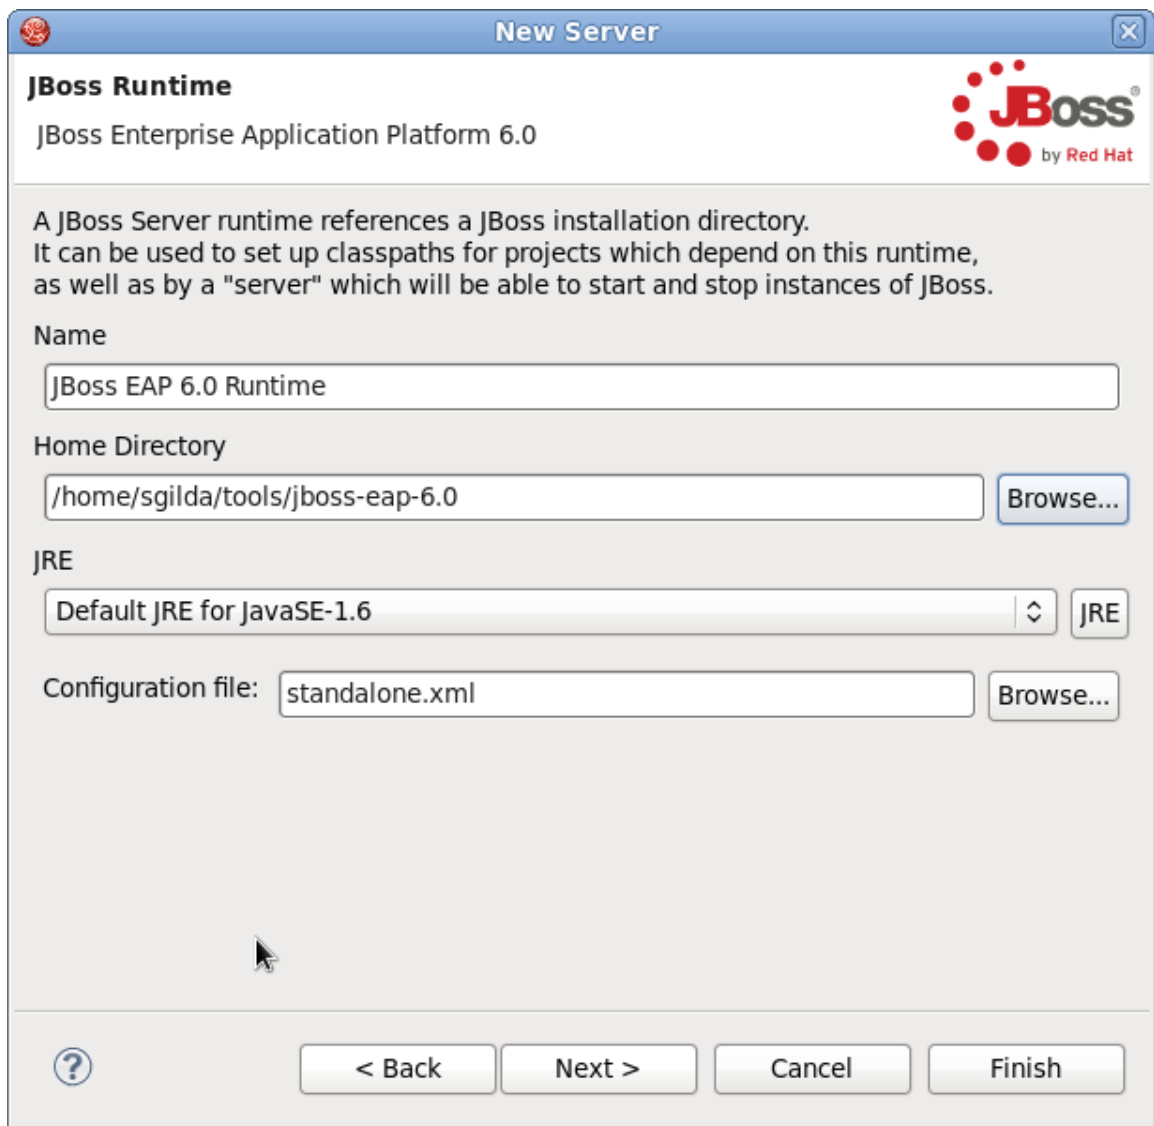 New Server
JBoss Runtime
JBoss Enterprise Application Platform 6.0
JBoss®
by Red Hat
A JBoss Server runtime references a JBoss installation directory.
It can be used to set up classpaths for projects which depend on this runtime,
as well as by a "server" which will be able to start and stop instances of JBoss.
Name
JBoss EAP 6.0 Runtime
Home Directory
/home/sgilda/tools/jboss-eap-6.0 Browse...
JRE
Default JRE for JavaSE-1.6 JRE
Configuration file: standalone.xml Browse...
? < Back Next > Cancel Finish